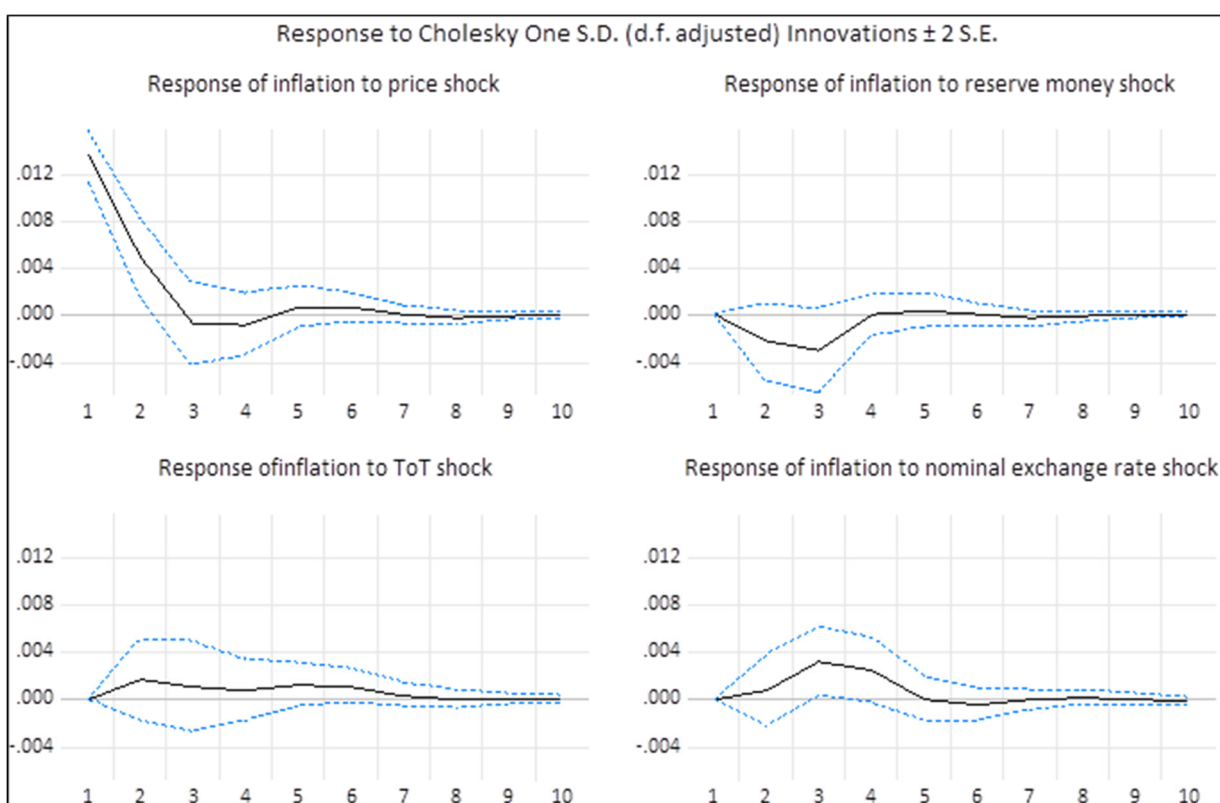 Response to Cholesky One S.D. (d.f. adjusted) Innovations ± 2 S.E.
Response of inflation to price shock
.012
.008
.004
.000
-.004
1 2 3 4 5 6 7 8 9 10
Response of inflation to reserve money shock
.012
.008
.004
.000
-.004
1 2 3 4 5 6 7 8 9 10
Response ofinflation to ToT shock
.012
.008
.004
.000
-.004
1 2 3 4 5 6 7 8 9 10
Response of inflation to nominal exchange rate shock
.012
.008
.004
.000
-.004
1 2 3 4 5 6 7 8 9 10